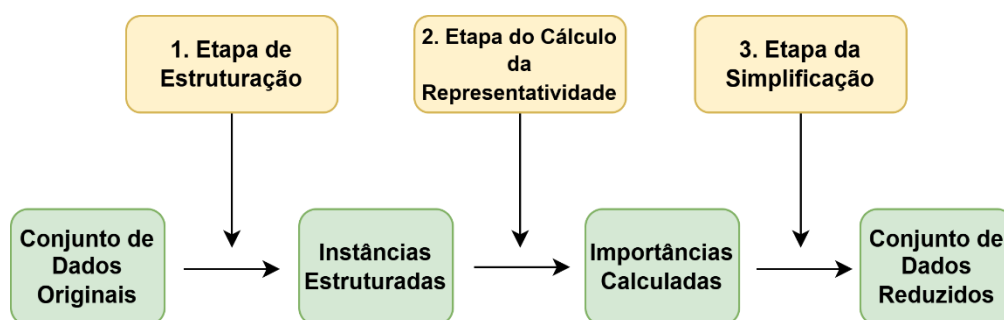 1. Etapa de
Estruturação
2. Etapa do Cálculo
da
Representatividade
3. Etapa da
Simplificação
Conjunto de
Dados
Originais
Instâncias
Estruturadas
Importâncias
Calculadas
Conjunto de
Dados
Reduzidos